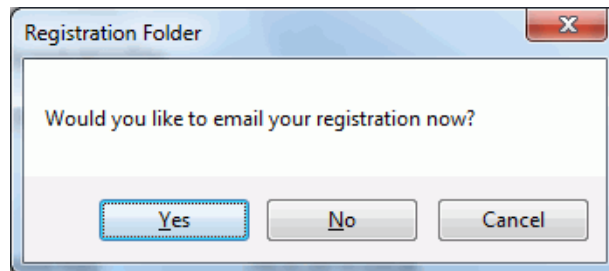 Registration Folder
Would you like to email your registration now?
Yes
No
Cancel